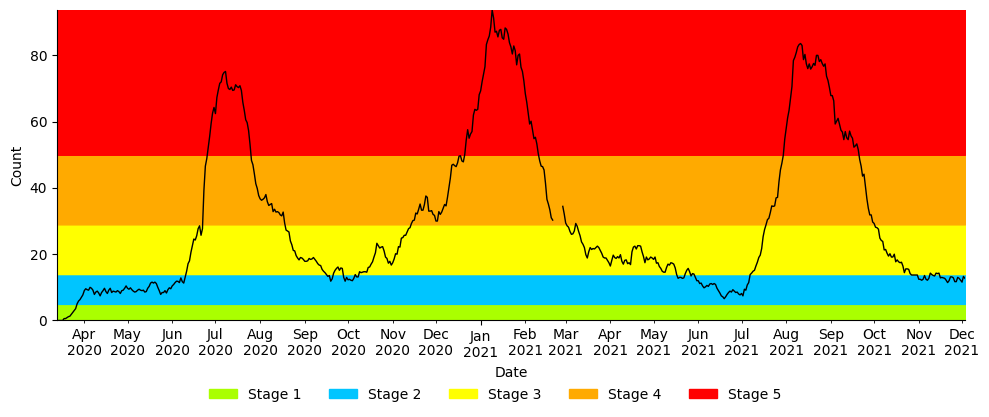 Count
80
60
40
20
0
Apr May Jun Jul Aug Sep Oct Nov Dec Jan Feb Mar Apr May Jun Jul Aug Sep Oct Nov Dec
2020 2020 2020 2020 2020 2020 2020 2020 2020 2021 2021 2021 2021 2021 2021 2021 2021 2021 2021 2021 2021
Date
Stage 1 Stage 2 Stage 3 Stage 4 Stage 5